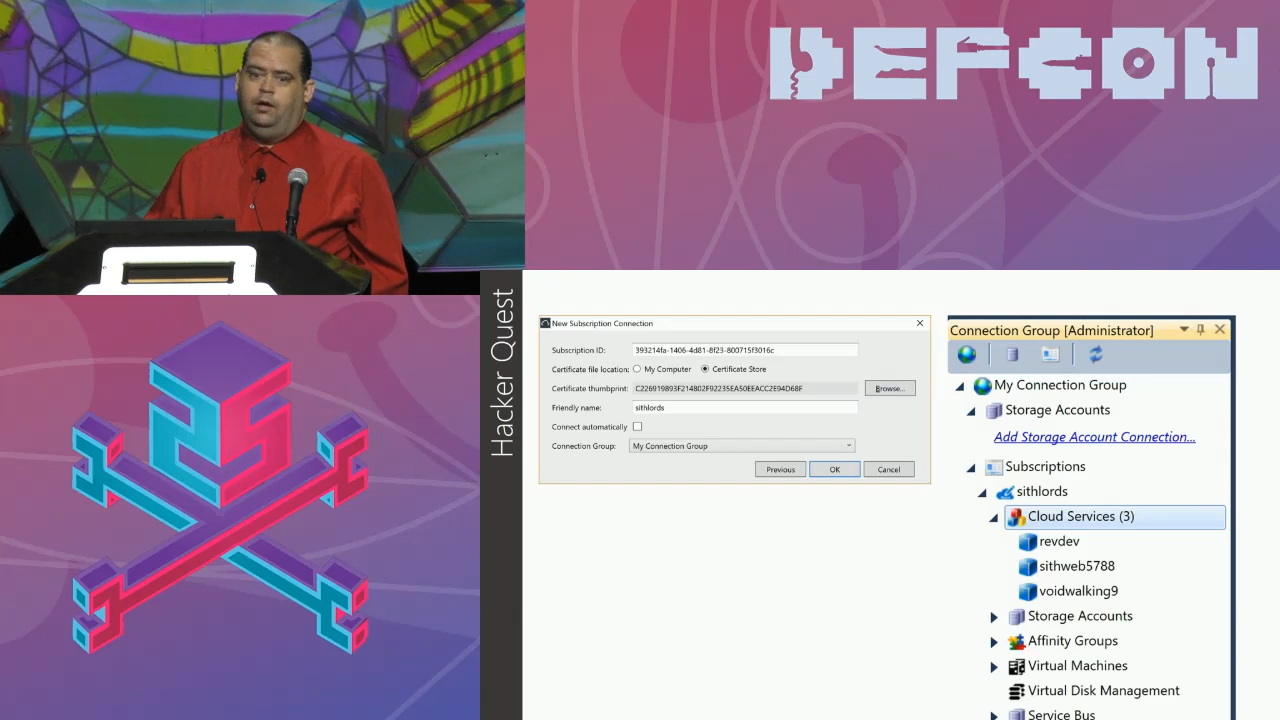 DEFCON
Hacker Quest
New Subscription Connection
Subscription ID: 393214fa-1406-4d81-8f23-800715f3016c
Certificate file location: My Computer Certificate Store
Certificate thumbprint: C226919893F214B02F92235EA50EEACC2E94D68F
Browse...
Friendly name: sithlords
Connect automatically
Connection Group: My Connection Group
Previous OK Cancel
Connection Group [Administrator]
My Connection Group
Storage Accounts
Add Storage Account Connection...
Subscriptions
sithlords
Cloud Services (3)
revdev
sithweb5788
voidwalking9
Storage Accounts
Affinity Groups
Virtual Machines
Virtual Disk Management
Service Bus